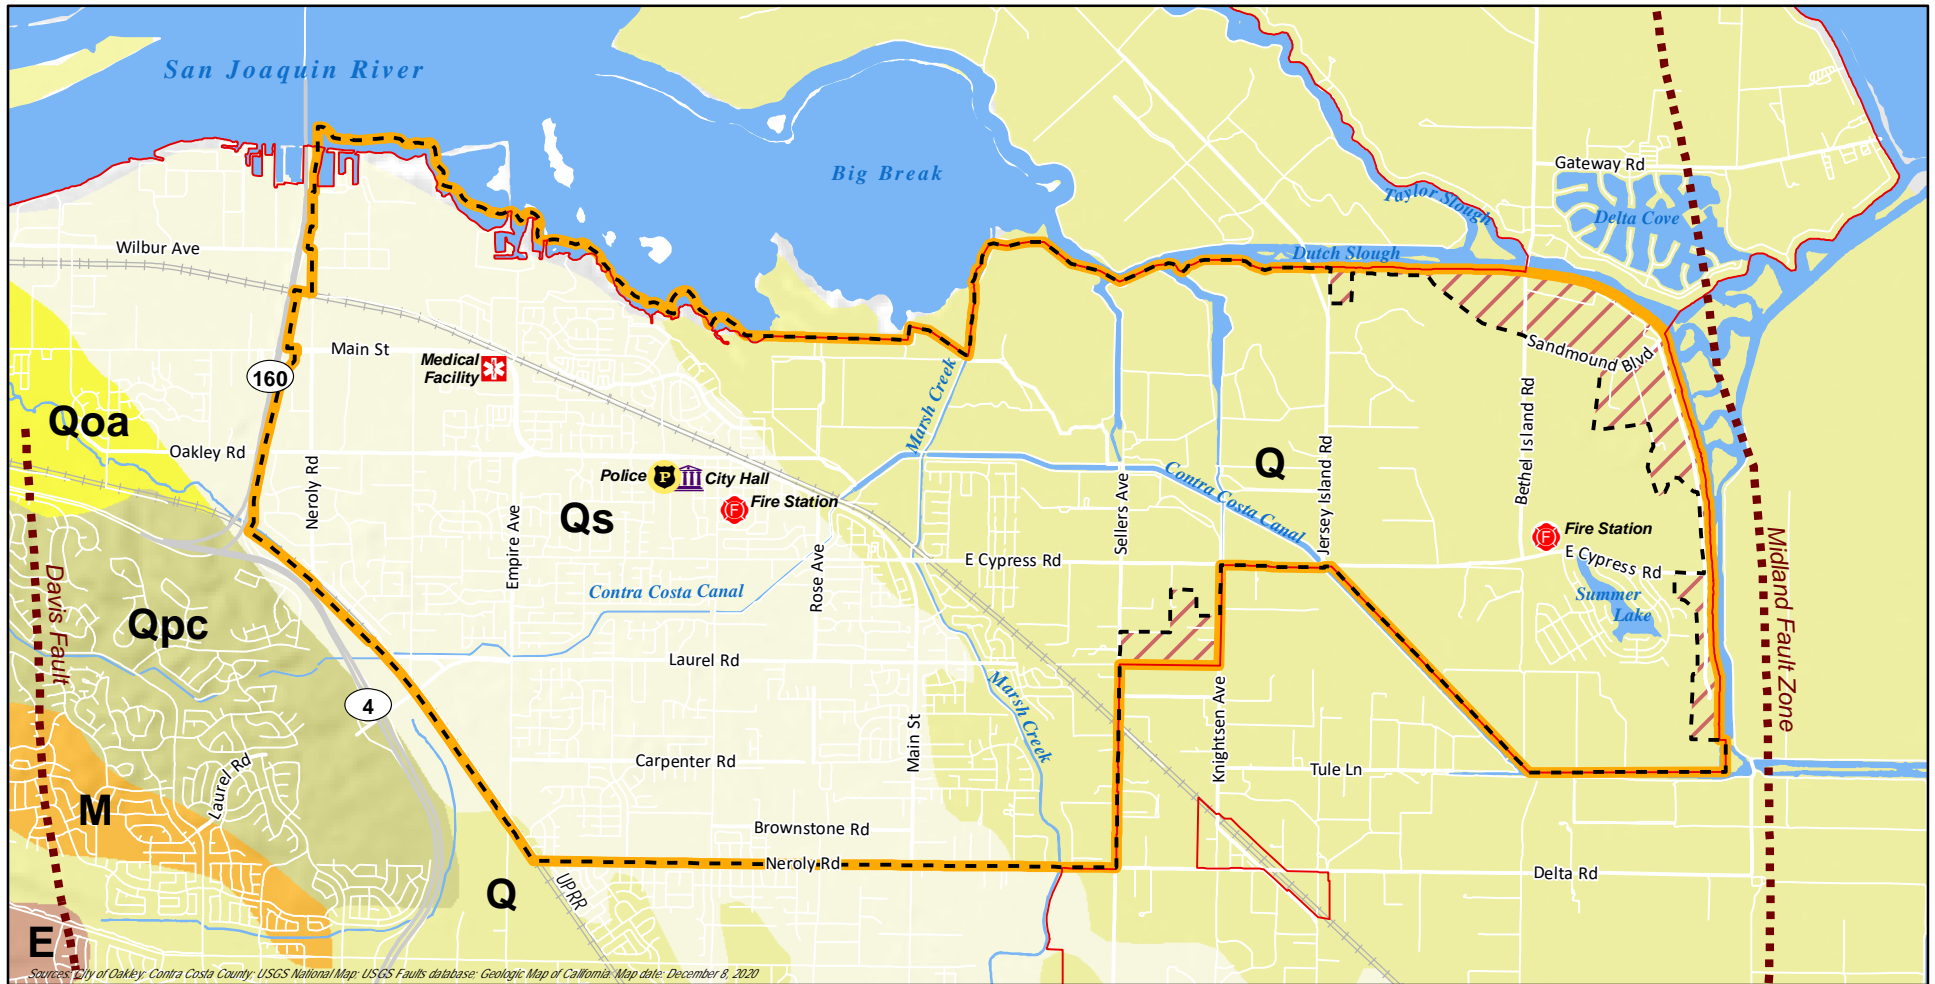 San Joaquin River
Big Break
Gateway Rd
Taylor Slough
Delta Cove
Dutch Slough
Wilbur Ave
Main St
Medical
Facility
Sandmound Blvd
160
Marsh Creek
Qoa
Oakley Rd
Neroly Rd
Police
P
City Hall
F
Fire Station
Qs
Empire Ave
Rose Ave
Contra Costa Canal
Sellers Ave
Contra Costa Canal
Q
Jersey Island Rd
Bethel Island Rd
F
Fire Station
E Cypress Rd
E Cypress Rd
Summer
Lake
Midland Fault Zone
Davis Fault
Qpc
Laurel Rd
4
Marsh Creek
Main St
Knightsen Ave
Carpenter Rd
Tule Ln
Laurel Rd
M
Brownstone Rd
Neroly Rd
Delta Rd
Q
UPRR
E
Sources: City of Oakley; Contra Costa County; USGS National Map; USGS Faults database; Geologic Map of California. Map date: December 8, 2020